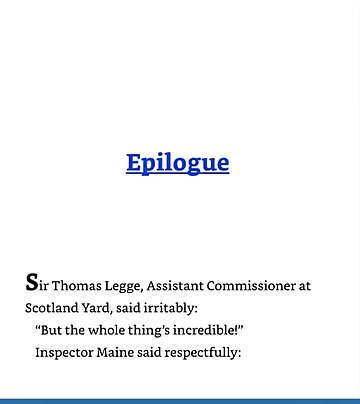 Epilogue
Sir Thomas Legge, Assistant Commissioner at
Scotland Yard, said irritably:
“But the whole thing’s incredible!”
Inspector Maine said respectfully: